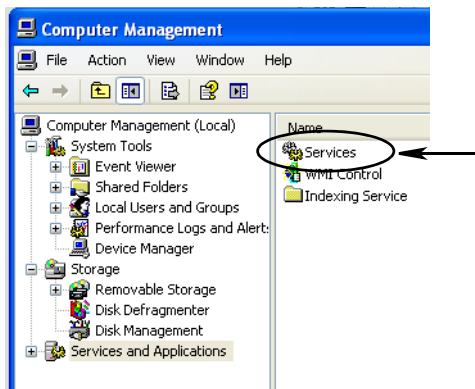 Computer Management
File Action View Window Help
Computer Management (Local)
System Tools
Event Viewer
Shared Folders
Local Users and Groups
Performance Logs and Alert:
Device Manager
Storage
Removable Storage
Disk Defragmenter
Disk Management
Services and Applications
Name
Services
WMI Control
Indexing Service